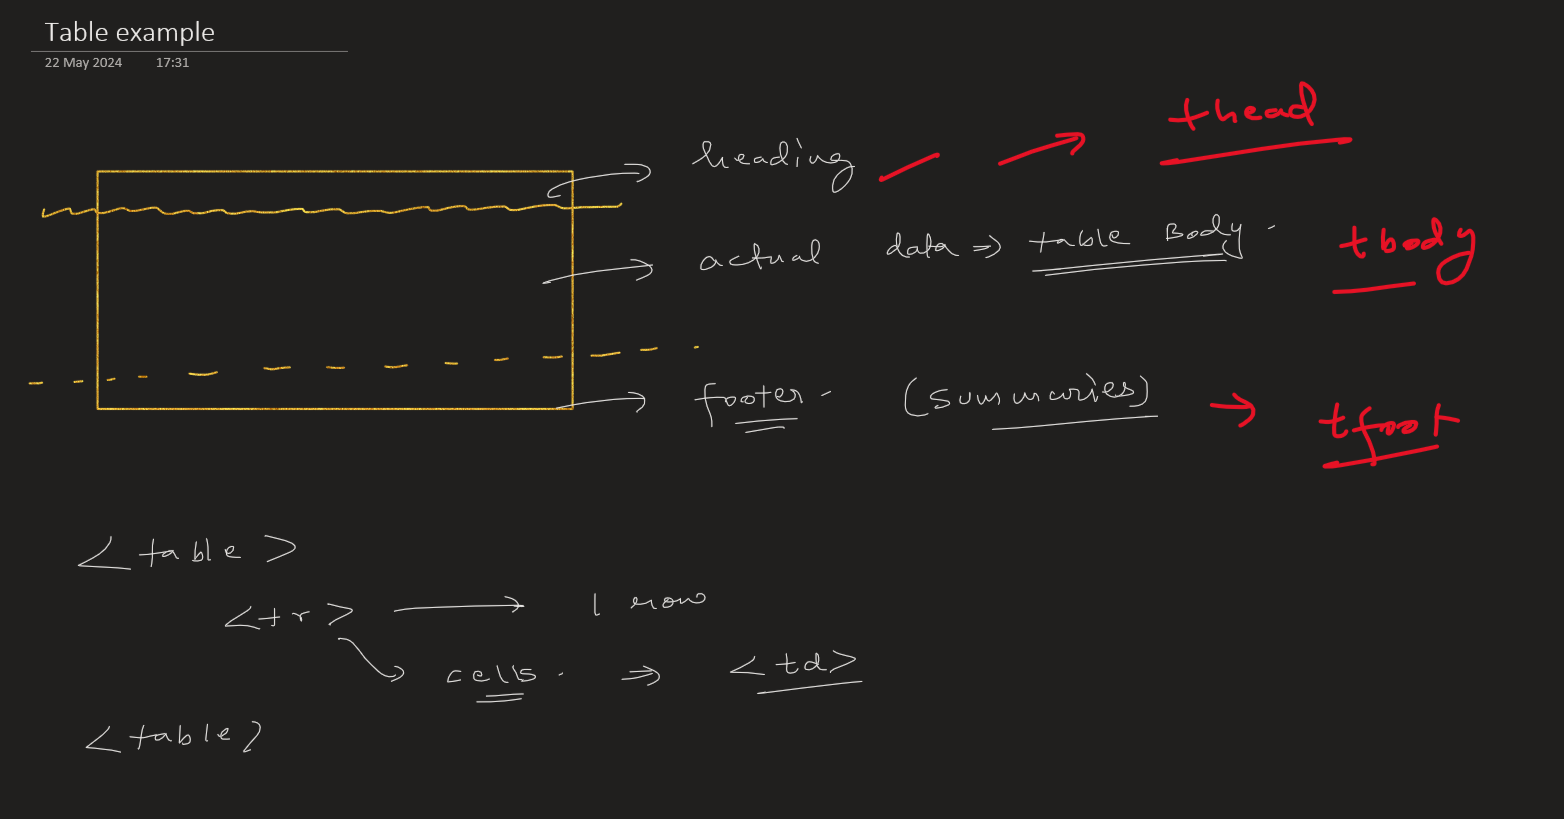 Table example
22 May 2024 17:31
heading → thead
actual data ⇒ table Body. tbody
footer - (summaries) → tfoot
<table>
<tr> → 1 row
cells. ⇒ <td>
<table>